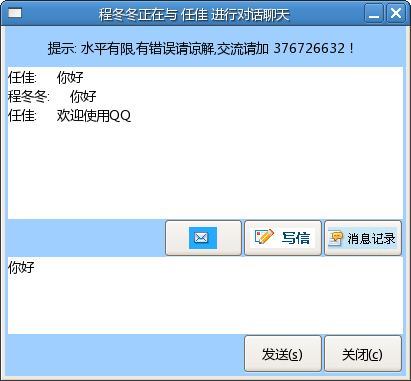 程冬冬正在与 任佳 进行对话聊天
提示: 水平有限,有错误请谅解,交流请加 376726632！
任佳: 你好
程冬冬: 你好
任佳: 欢迎使用QQ
写信
消息记录
你好
发送(s)
关闭(c)